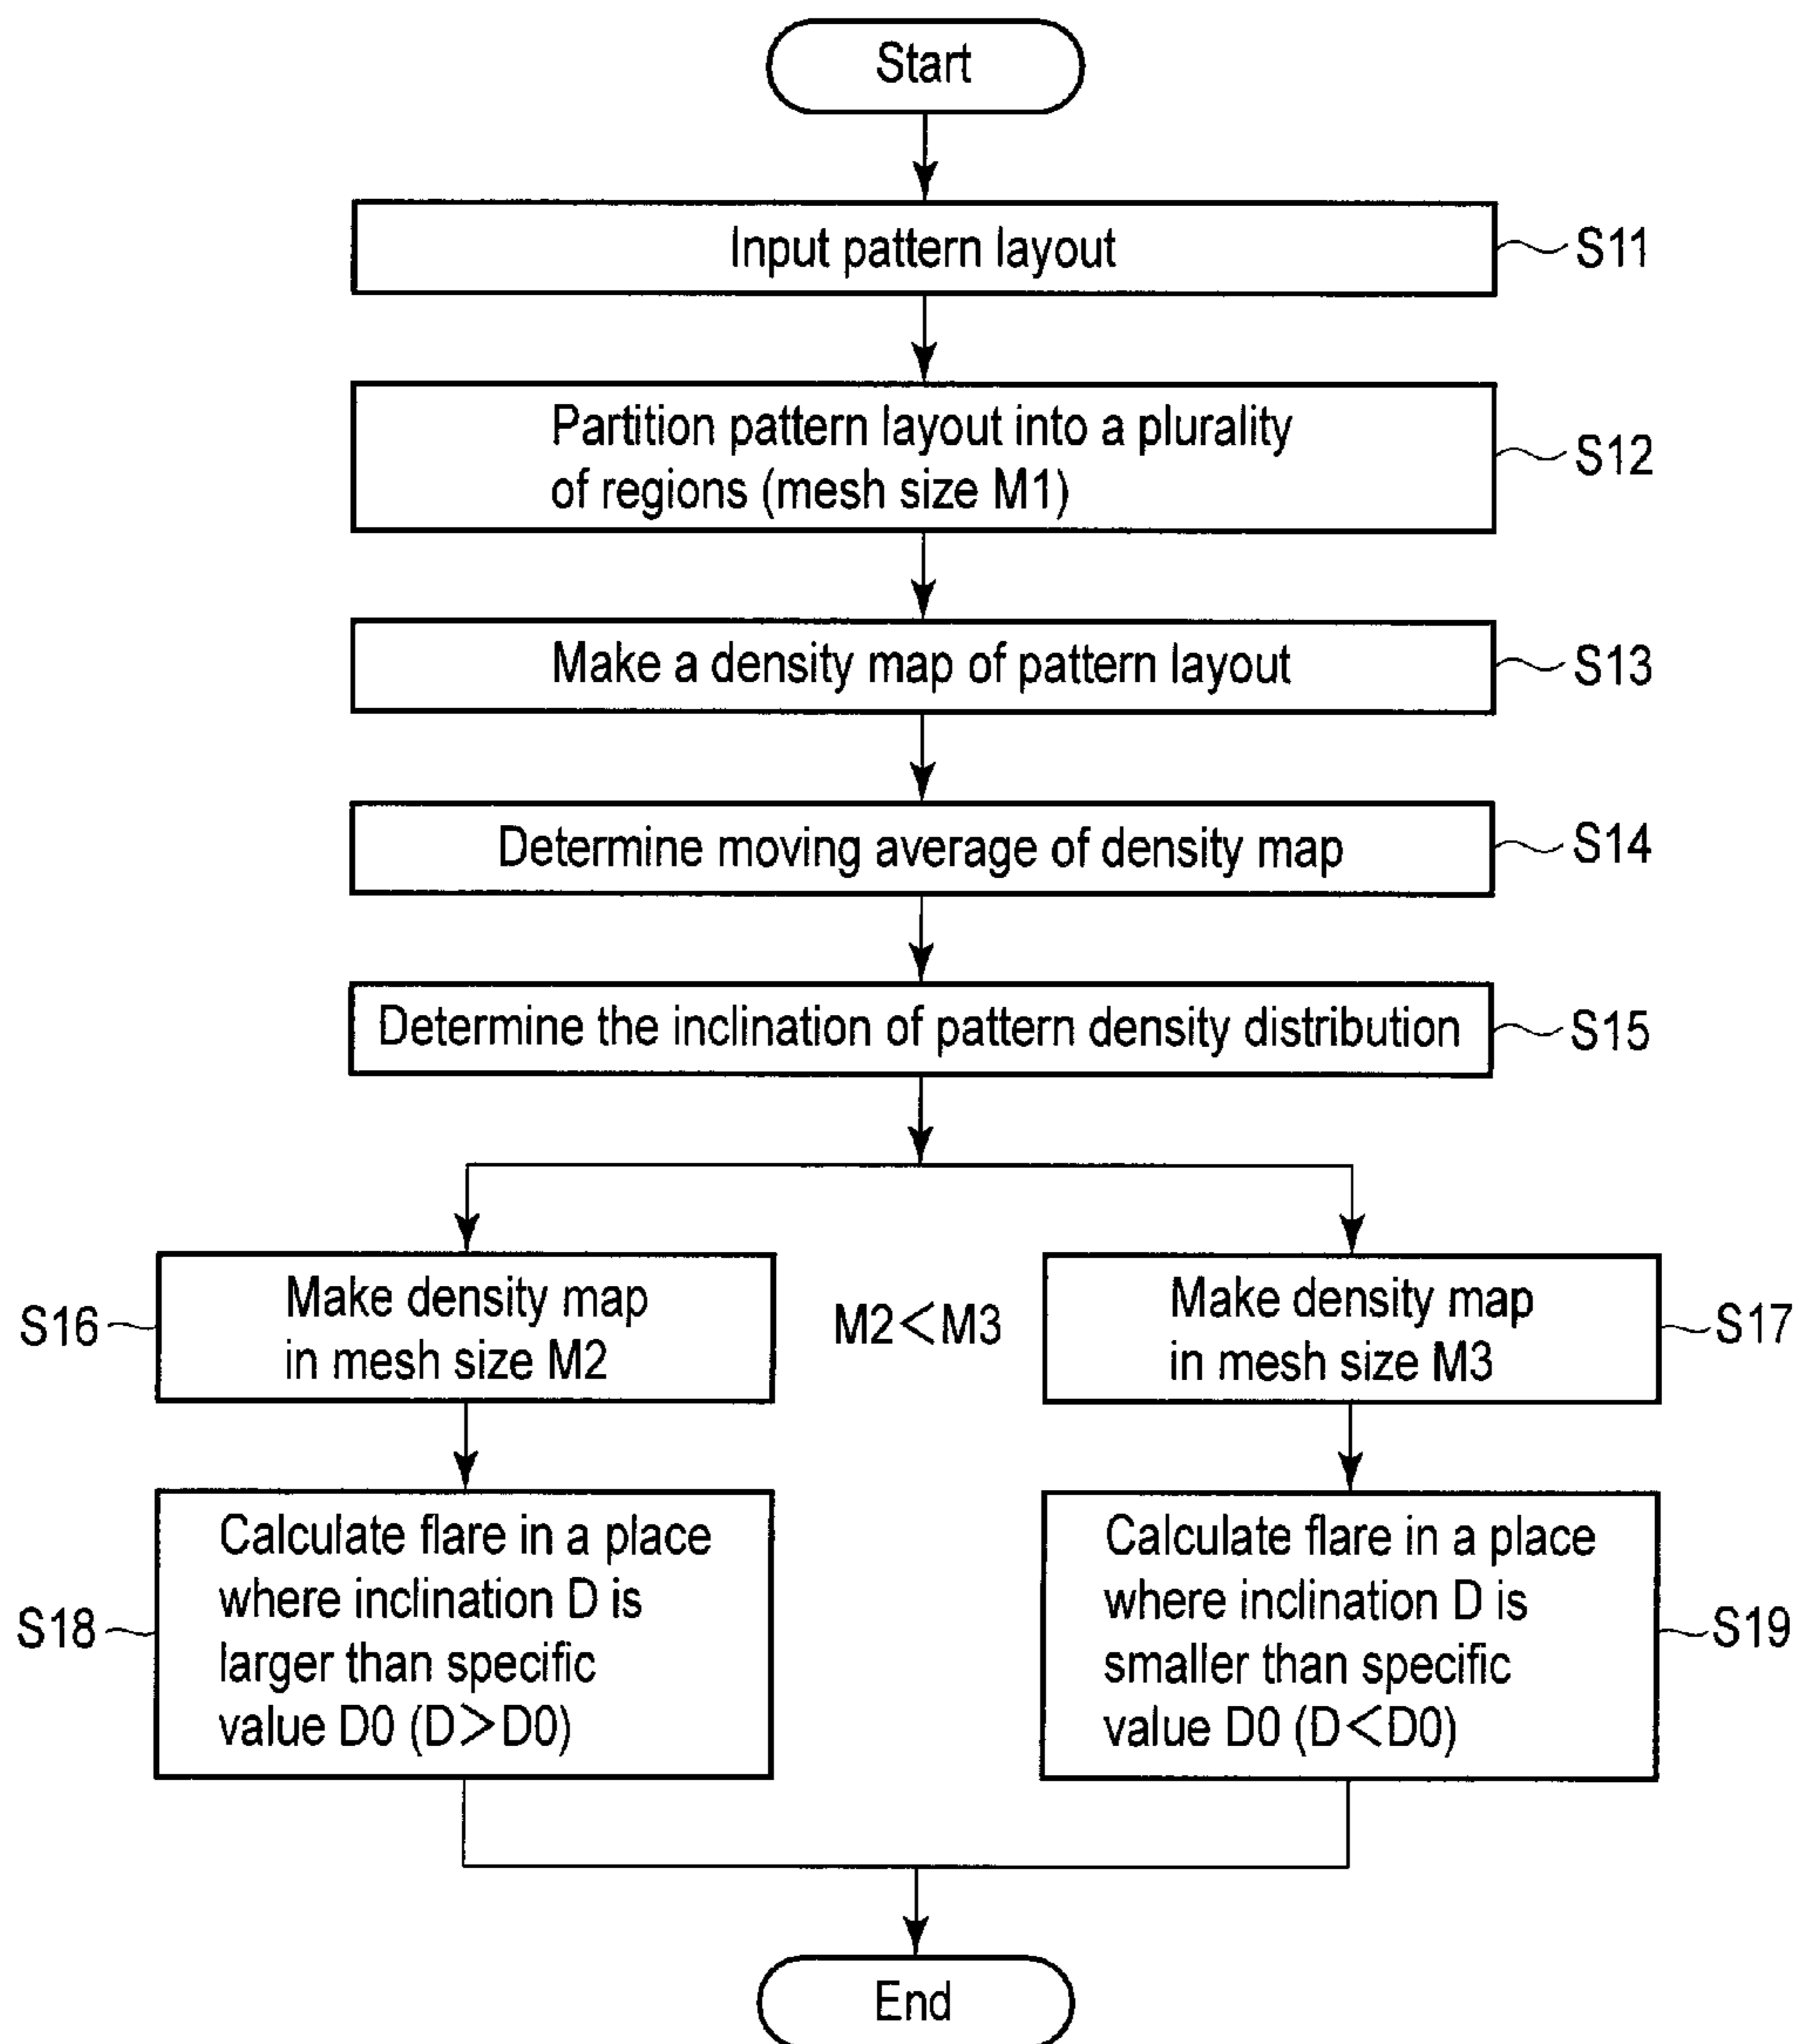 Start
Input pattern layout
S11
Partition pattern layout into a plurality
of regions (mesh size M1)
S12
Make a density map of pattern layout
S13
Determine moving average of density map
S14
Determine the inclination of pattern density distribution
S15
S16
Make density map
in mesh size M2
M2<M3
Make density map
in mesh size M3
S17
S18
Calculate flare in a place
where inclination D is
larger than specific
value D0 (D>D0)
Calculate flare in a place
where inclination D is
smaller than specific
value D0 (D<D0)
S19
End